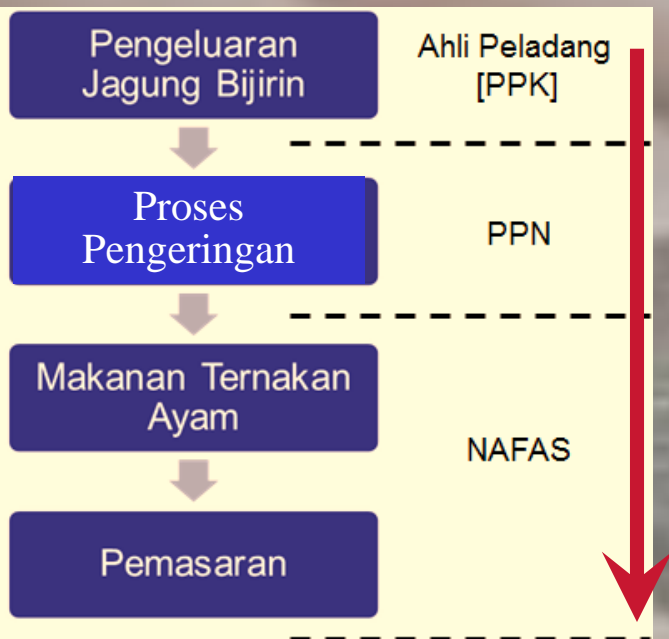 Pengeluaran
Jagung Bijirin
Ahli Peladang
[PPK]
Proses
Pengeringan
PPN
Makanan Ternakan
Ayam
NAFAS
Pemasaran